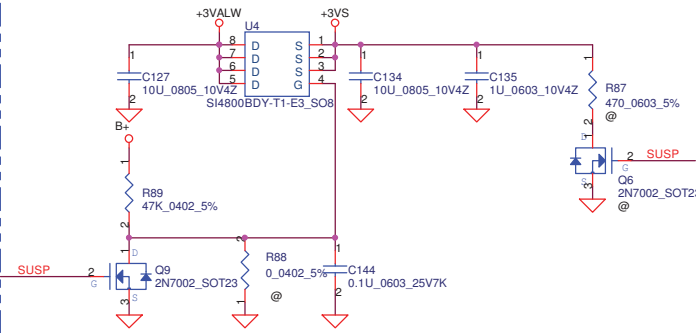 +3VALW
+3VS
U4
8 D S 1
7 D S 2
6 D S 3
5 D G 4
SI4800BDY-T1-E3_SO8
1
C127
10U_0805_10V4Z
2
1
C134
10U_0805_10V4Z
2
1
C135
1U_0603_10V4Z
2
1
R87
470_0603_5%
@
2
B+
1
R89
47K_0402_5%
2
D
1
2
SUSP
G
S
3
Q6
2N7002_SOT23
@
SUSP
2
G
D
1
Q9
2N7002_SOT23
S
3
2
R88
0_0402_5%
@
1
1
C144
0.1U_0603_25V7K
2